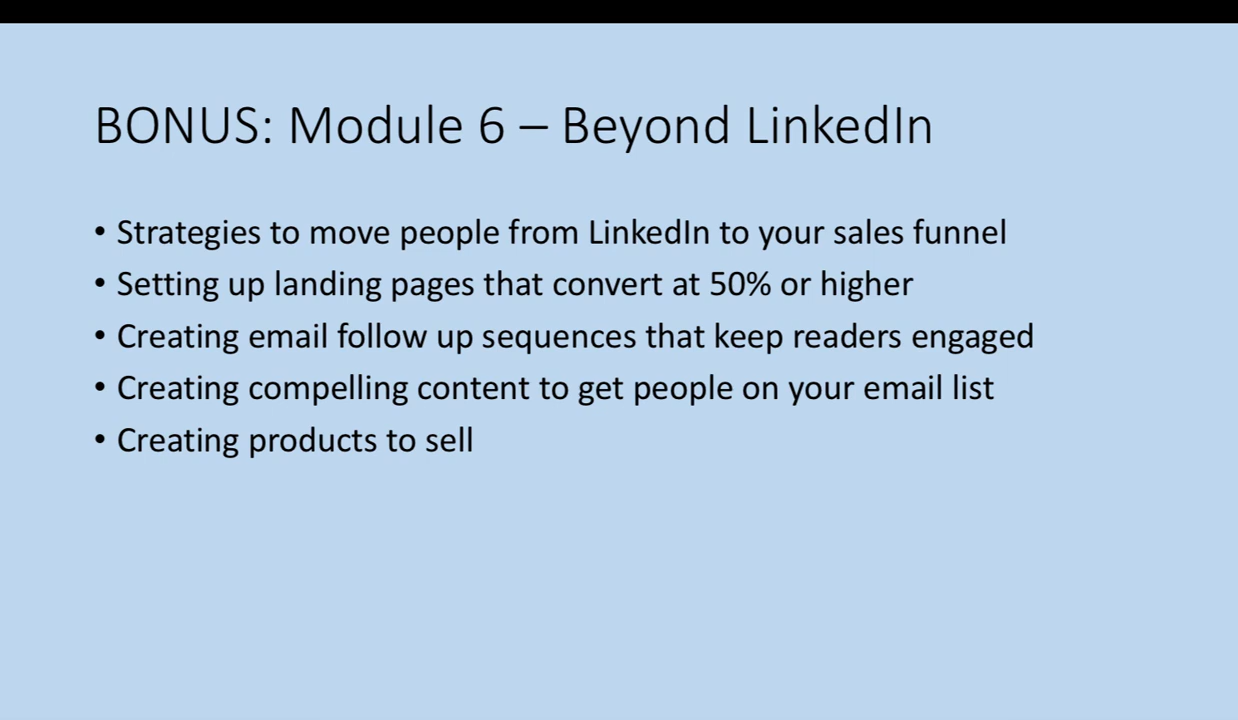 BONUS: Module 6 – Beyond LinkedIn
• Strategies to move people from LinkedIn to your sales funnel
• Setting up landing pages that convert at 50% or higher
• Creating email follow up sequences that keep readers engaged
• Creating compelling content to get people on your email list
• Creating products to sell